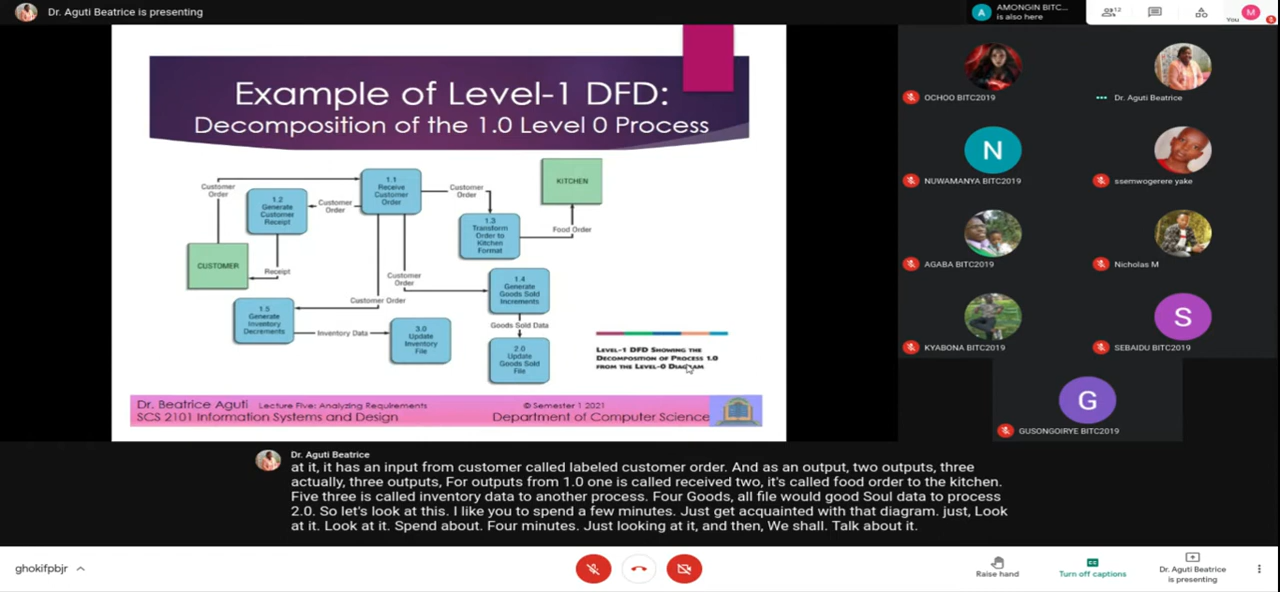 Dr. Aguti Beatrice is presenting
A
AMONGIN BITC...
is also here
12
You
M
Example of Level-1 DFD:
Decomposition of the 1.0 Level 0 Process
Customer
Order
1.1
Receive
Customer
Order
1.2
Generate
Customer
Receipt
Customer
Order
Customer
Order
KITCHEN
1.3
Transform
Order to
Kitchen
Format
Food Order
CUSTOMER
Receipt
Customer
Order
1.4
Generate
Goods Sold
Increments
Customer Order
1.5
Generate
Inventory
Decrements
Inventory Data
3.0
Update
Inventory
File
Goods Sold Data
2.0
Update
Goods Sold
File
Level-1 DFD Showing the
Decomposition of Process 1.0
from the Level-0 Diagram
Dr. Beatrice Aguti Lecture Five: Analyzing Requirements © Semester 1 2021
SCS 2101 Information Systems and Design Department of Computer Science
OCHOO BITC2019
Dr. Aguti Beatrice
N
NUWAMANYA BITC2019
ssemwogerere yake
AGABA BITC2019
Nicholas M
KYABONA BITC2019
S
SEBAIDU BITC2019
G
GUSONGOIRYE BITC2019
Dr. Aguti Beatrice
at it, it has an input from customer called labeled customer order. And as an output, two outputs, three
actually, three outputs, For outputs from 1.0 one is called received two, it's called food order to the kitchen.
Five three is called inventory data to another process. Four Goods, all file would good Soul data to process
2.0. So let's look at this. I like you to spend a few minutes. Just get acquainted with that diagram. just, Look
at it. Look at it. Spend about. Four minutes. Just looking at it, and then, We shall. Talk about it.
ghokifpbjr
Raise hand
Turn off captions
Dr. Aguti Beatrice
is presenting